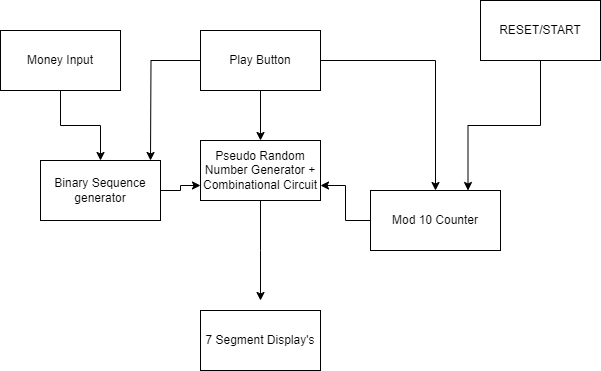 RESET/START
Money Input
Play Button
Pseudo Random
Number Generator +
Combinational Circuit
Binary Sequence
generator
Mod 10 Counter
7 Segment Display's